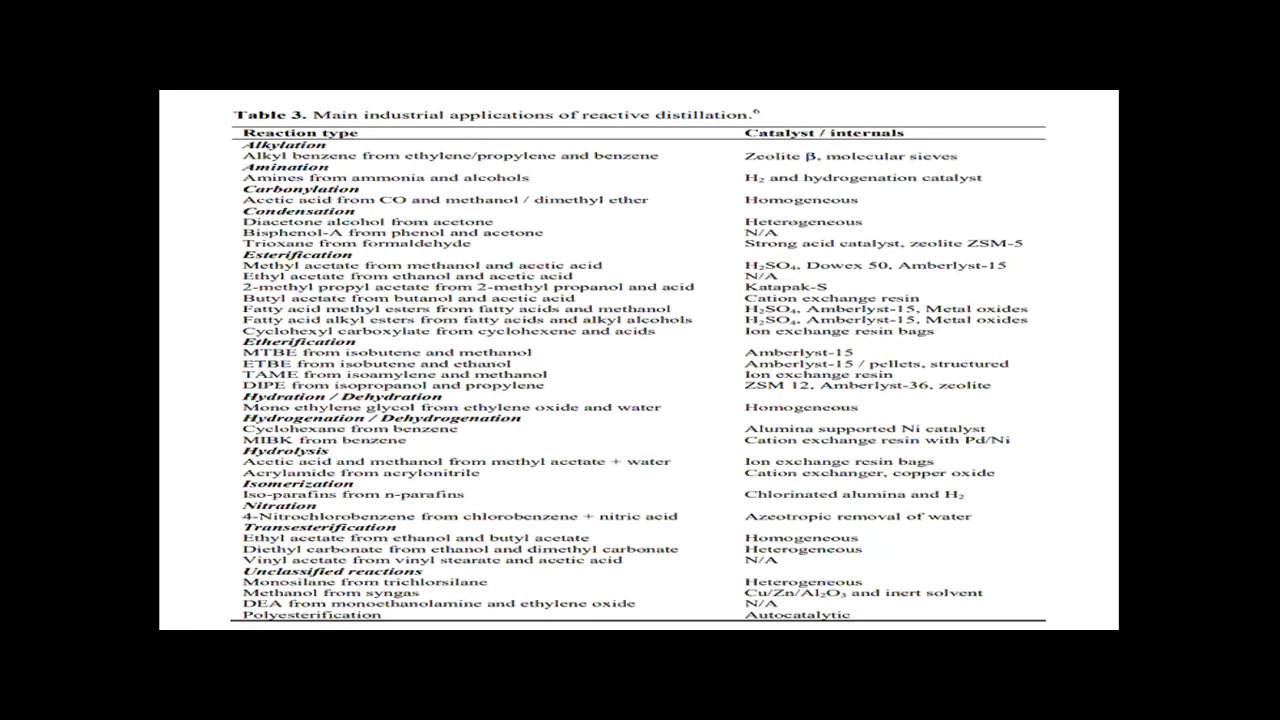 Table 3. Main industrial applications of reactive distillation.⁶
Reaction type Catalyst / internals
Alkylation
Alkyl benzene from ethylene/propylene and benzene Zeolite β, molecular sieves
Amination
Amines from ammonia and alcohols H₂ and hydrogenation catalyst
Carbonylation
Acetic acid from CO and methanol / dimethyl ether Homogeneous
Condensation
Diacetone alcohol from acetone Heterogeneous
Bisphenol-A from phenol and acetone N/A
Trioxane from formaldehyde Strong acid catalyst, zeolite ZSM-5
Esterification
Methyl acetate from methanol and acetic acid H₂SO₄, Dowex 50, Amberlyst-15
Ethyl acetate from ethanol and acetic acid N/A
2-methyl propyl acetate from 2-methyl propanol and acid Katapak-S
Butyl acetate from butanol and acetic acid Cation exchange resin
Fatty acid methyl esters from fatty acids and methanol H₂SO₄, Amberlyst-15, Metal oxides
Fatty acid alkyl esters from fatty acids and alkyl alcohols H₂SO₄, Amberlyst-15, Metal oxides
Cyclohexyl carboxylate from cyclohexene and acids Ion exchange resin bags
Etherification
MTBE from isobutene and methanol Amberlyst-15
ETBE from isobutene and ethanol Amberlyst-15 / pellets, structured
TAME from isoamylene and methanol Ion exchange resin
DIPE from isopropanol and propylene ZSM 12, Amberlyst-36, zeolite
Hydration / Dehydration
Mono ethylene glycol from ethylene oxide and water Homogeneous
Hydrogenation / Dehydrogenation
Cyclohexane from benzene Alumina supported Ni catalyst
MIBK from benzene Cation exchange resin with Pd/Ni
Hydrolysis
Acetic acid and methanol from methyl acetate + water Ion exchange resin bags
Acrylamide from acrylonitrile Cation exchanger, copper oxide
Isomerization
Iso-parafins from n-parafins Chlorinated alumina and H₂
Nitration
4-Nitrochlorobenzene from chlorobenzene + nitric acid Azeotropic removal of water
Transesterification
Ethyl acetate from ethanol and butyl acetate Homogeneous
Diethyl carbonate from ethanol and dimethyl carbonate Heterogeneous
Vinyl acetate from vinyl stearate and acetic acid N/A
Unclassified reactions
Monosilane from trichlorsilane Heterogeneous
Methanol from syngas Cu/Zn/Al₂O₃ and inert solvent
DEA from monoethanolamine and ethylene oxide N/A
Polyesterification Autocatalytic